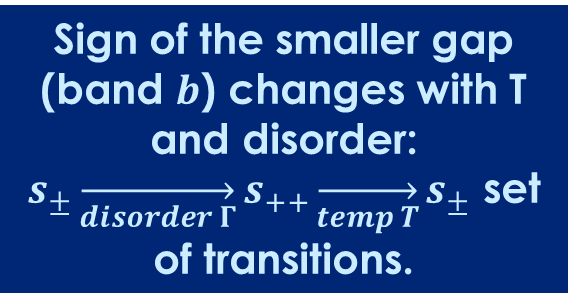 Sign of the smaller gap
(band b) changes with T
and disorder:
s± →disorder Γ s++ →temp T s± set
of transitions.